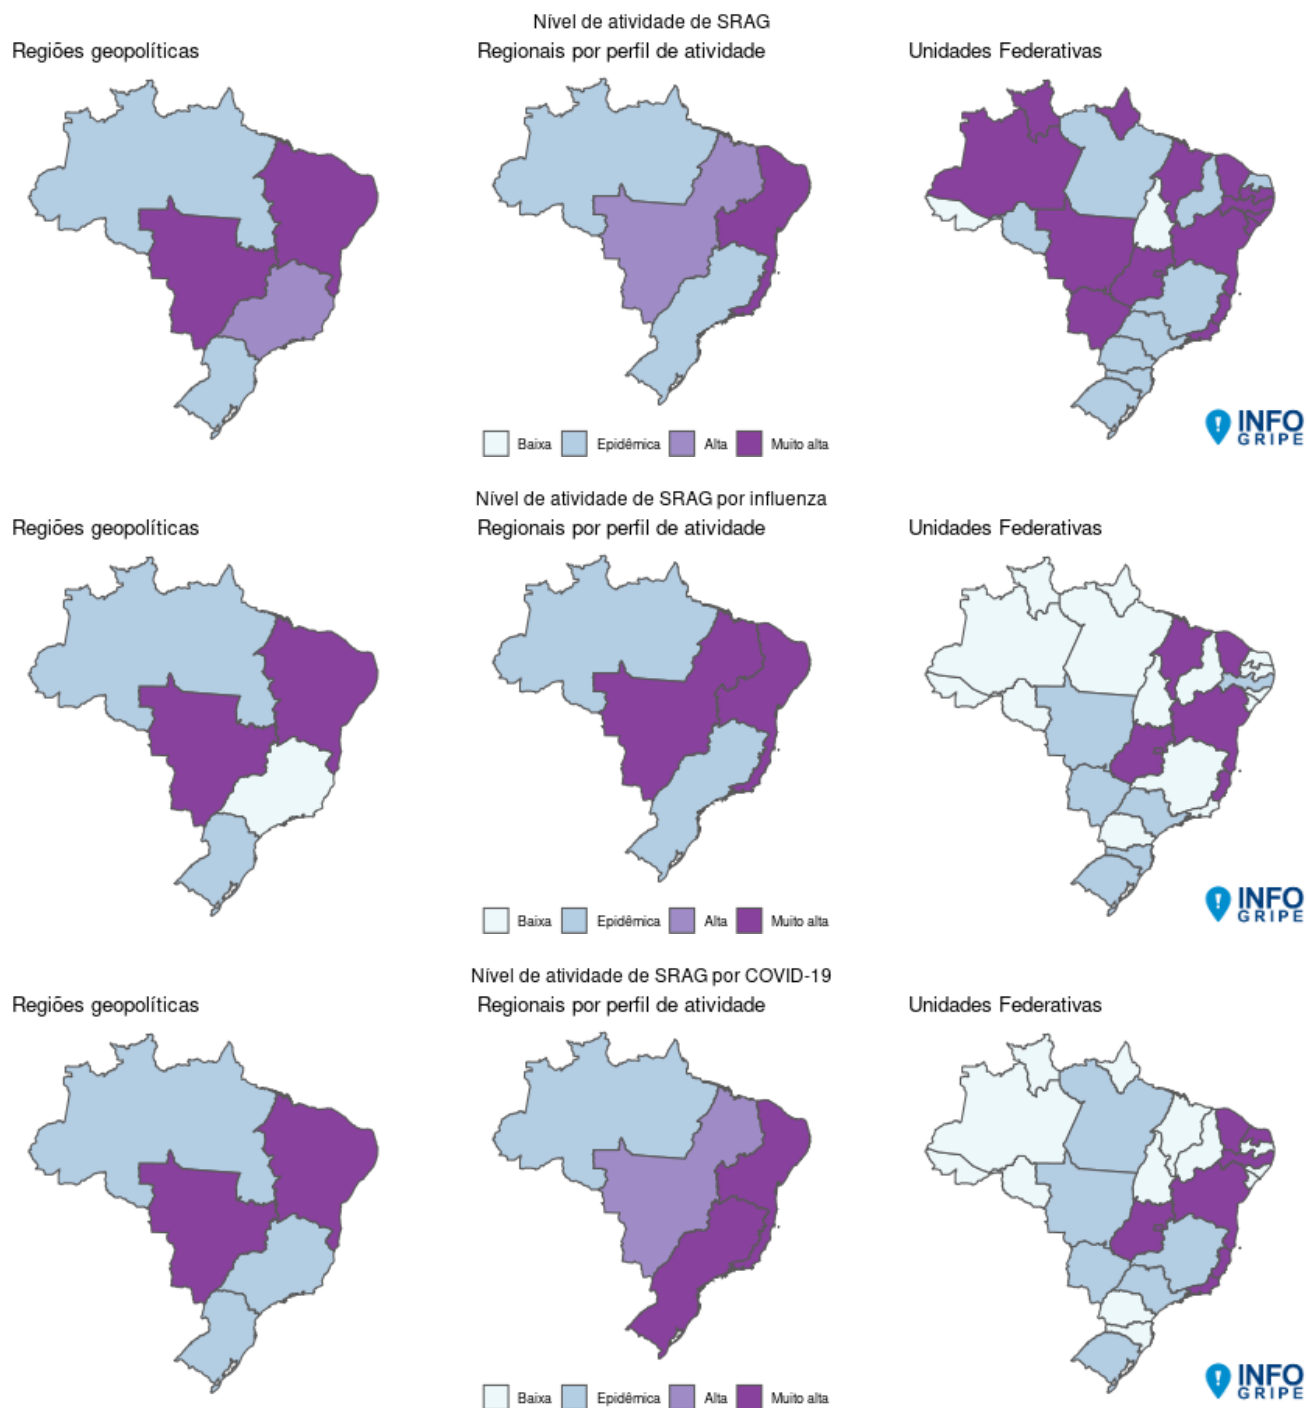 Nível de atividade de SRAG
Regiões geopolíticas
Regionais por perfil de atividade
Unidades Federativas
Baixa
Epidêmica
Alta
Muito alta
INFO
GRIPE
Nível de atividade de SRAG por influenza
Regiões geopolíticas
Regionais por perfil de atividade
Unidades Federativas
Baixa
Epidêmica
Alta
Muito alta
INFO
GRIPE
Nível de atividade de SRAG por COVID-19
Regiões geopolíticas
Regionais por perfil de atividade
Unidades Federativas
Baixa
Epidêmica
Alta
Muito alta
INFO
GRIPE